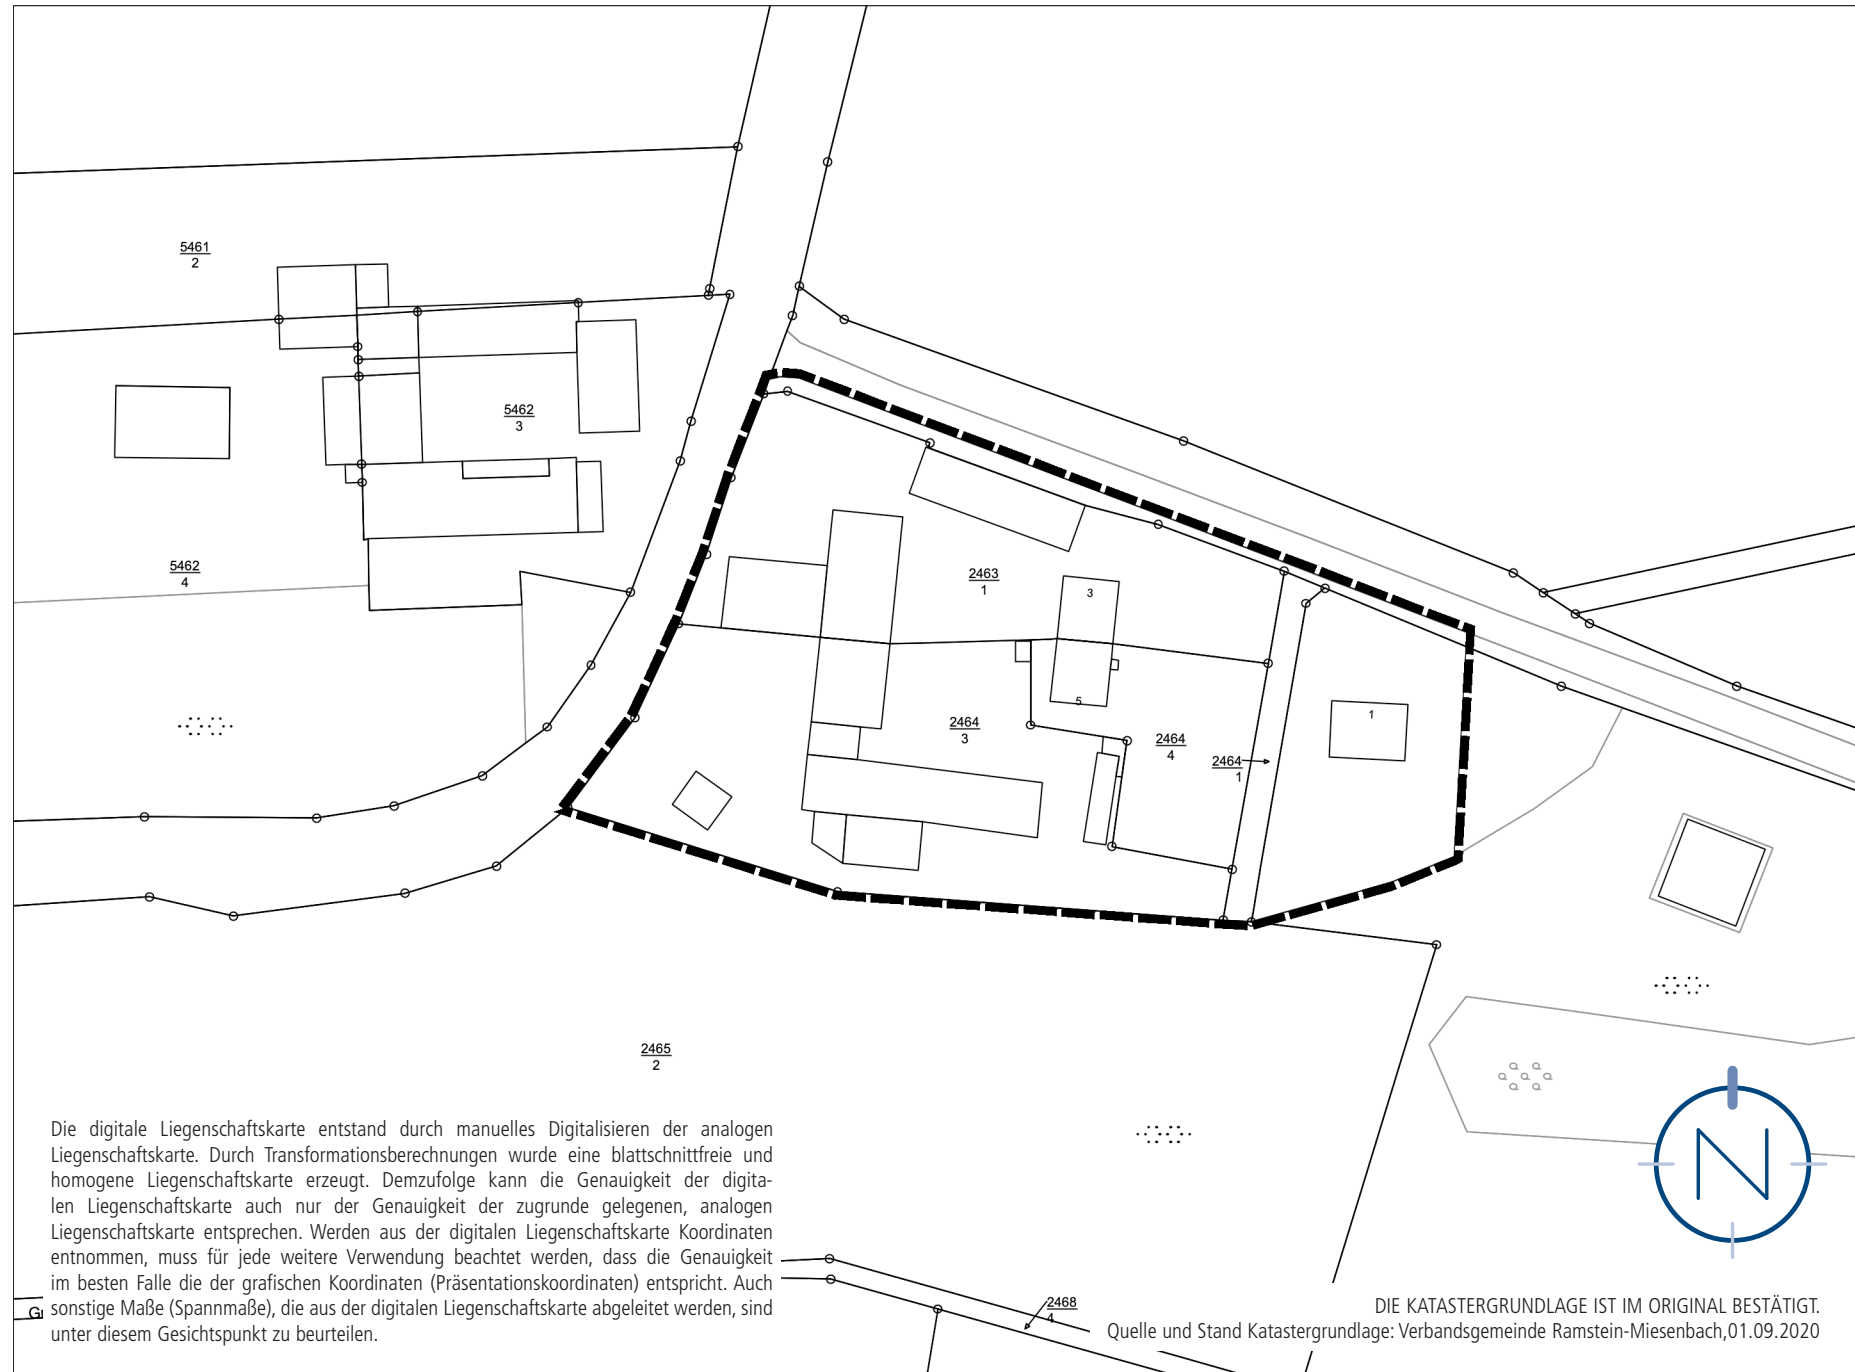 5461
2
5462
3
5462
4
2463
1
3
5
2464
3
2464
4
2464
1
1
2465
2
Die digitale Liegenschaftskarte entstand durch manuelles Digitalisieren der analogen
Liegenschaftskarte. Durch Transformationsberechnungen wurde eine blattschnittfreie und
homogene Liegenschaftskarte erzeugt. Demzufolge kann die Genauigkeit der digita-
len Liegenschaftskarte auch nur der Genauigkeit der zugrunde gelegenen, analogen
Liegenschaftskarte entsprechen. Werden aus der digitalen Liegenschaftskarte Koordinaten
entnommen, muss für jede weitere Verwendung beachtet werden, dass die Genauigkeit
im besten Falle die der grafischen Koordinaten (Präsentationskoordinaten) entspricht. Auch
sonstige Maße (Spannmaße), die aus der digitalen Liegenschaftskarte abgeleitet werden, sind
unter diesem Gesichtspunkt zu beurteilen.
2468
4
N
DIE KATASTERGRUNDLAGE IST IM ORIGINAL BESTÄTIGT.
Quelle und Stand Katastergrundlage: Verbandsgemeinde Ramstein-Miesenbach,01.09.2020